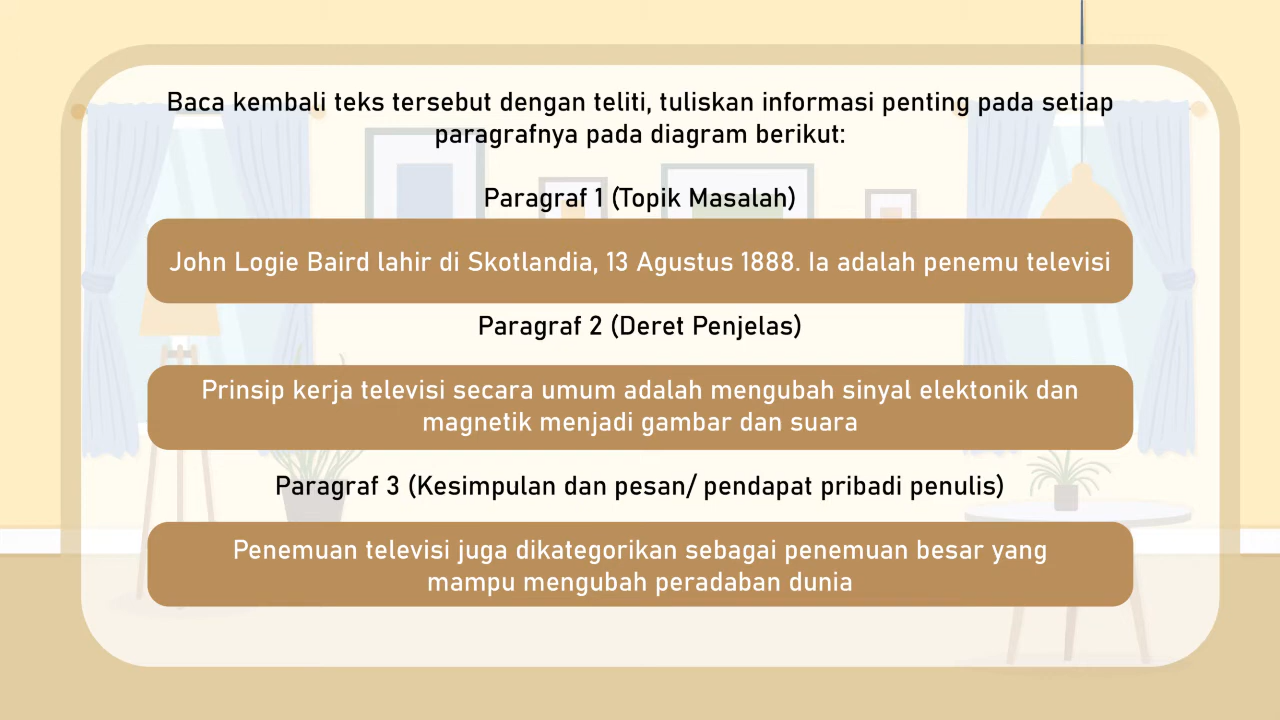 Baca kembali teks tersebut dengan teliti, tuliskan informasi penting pada setiap
paragrafnya pada diagram berikut:
Paragraf 1 (Topik Masalah)
John Logie Baird lahir di Skotlandia, 13 Agustus 1888. Ia adalah penemu televisi
Paragraf 2 (Deret Penjelas)
Prinsip kerja televisi secara umum adalah mengubah sinyal elektonik dan
magnetik menjadi gambar dan suara
Paragraf 3 (Kesimpulan dan pesan/ pendapat pribadi penulis)
Penemuan televisi juga dikategorikan sebagai penemuan besar yang
mampu mengubah peradaban dunia